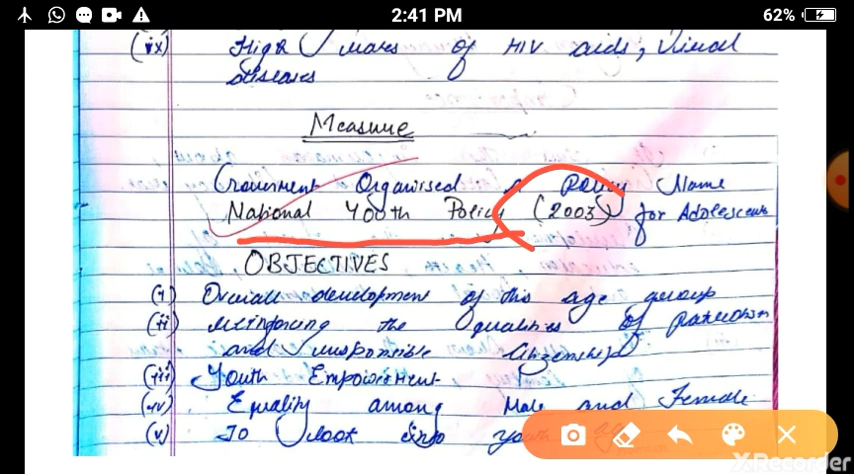 2:41 PM
62%
(ix) High rates of HIV aids, Viral
diseases
Measure
Government Organised a Policy Name
National Youth Policy (2003) for Adolescents
OBJECTIVES
(i) Overall development of this age group
(ii) reinforcing the qualities of patriotism
and responsible Citizenship
(iii) Youth Empowerment
(iv) Equality among Male and Female
(v) To look into
XRecorder